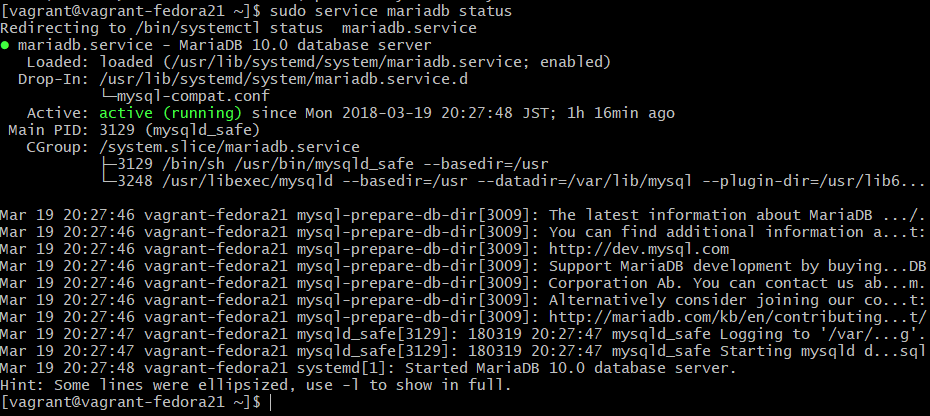 [vagrant@vagrant-fedora21 ~]$ sudo service mariadb status
Redirecting to /bin/systemctl status  mariadb.service
● mariadb.service - MariaDB 10.0 database server
   Loaded: loaded (/usr/lib/systemd/system/mariadb.service; enabled)
  Drop-In: /usr/lib/systemd/system/mariadb.service.d
           └─mysql-compat.conf
   Active: active (running) since Mon 2018-03-19 20:27:48 JST; 1h 16min ago
 Main PID: 3129 (mysqld_safe)
   CGroup: /system.slice/mariadb.service
           ├─3129 /bin/sh /usr/bin/mysqld_safe --basedir=/usr
           └─3248 /usr/libexec/mysqld --basedir=/usr --datadir=/var/lib/mysql --plugin-dir=/usr/lib6...

Mar 19 20:27:46 vagrant-fedora21 mysql-prepare-db-dir[3009]: The latest information about MariaDB .../.
Mar 19 20:27:46 vagrant-fedora21 mysql-prepare-db-dir[3009]: You can find additional information a...t:
Mar 19 20:27:46 vagrant-fedora21 mysql-prepare-db-dir[3009]: http://dev.mysql.com
Mar 19 20:27:46 vagrant-fedora21 mysql-prepare-db-dir[3009]: Support MariaDB development by buying...DB
Mar 19 20:27:46 vagrant-fedora21 mysql-prepare-db-dir[3009]: Corporation Ab. You can contact us ab...m.
Mar 19 20:27:46 vagrant-fedora21 mysql-prepare-db-dir[3009]: Alternatively consider joining our co...t:
Mar 19 20:27:46 vagrant-fedora21 mysql-prepare-db-dir[3009]: http://mariadb.com/kb/en/contributing...t/
Mar 19 20:27:47 vagrant-fedora21 mysqld_safe[3129]: 180319 20:27:47 mysqld_safe Logging to '/var/...g'.
Mar 19 20:27:47 vagrant-fedora21 mysqld_safe[3129]: 180319 20:27:47 mysqld_safe Starting mysqld d...sql
Mar 19 20:27:48 vagrant-fedora21 systemd[1]: Started MariaDB 10.0 database server.
Hint: Some lines were ellipsized, use -l to show in full.
[vagrant@vagrant-fedora21 ~]$